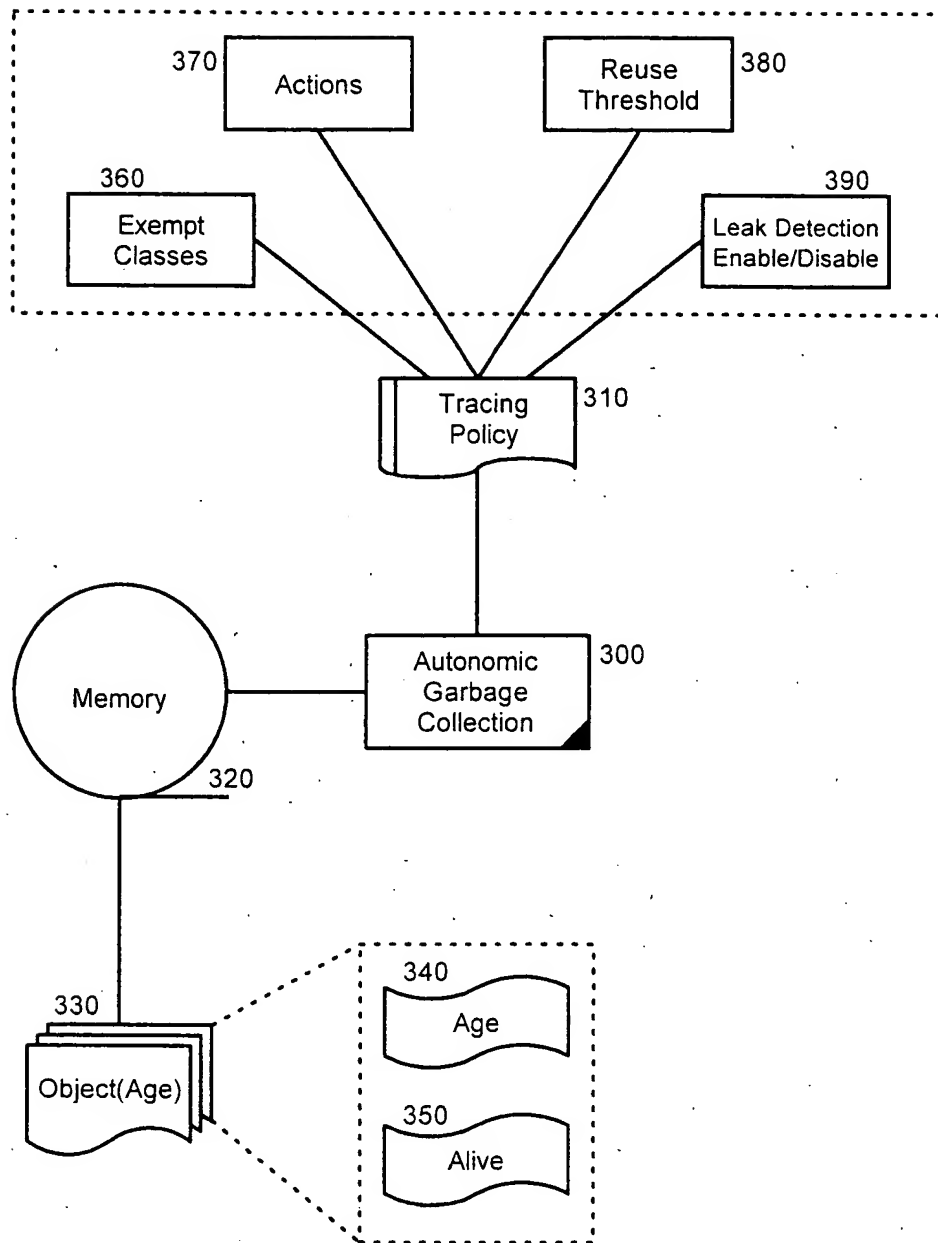 370
Actions
Reuse
Threshold
380
360
Exempt
Classes
390
Leak Detection
Enable/Disable
Tracing
Policy
310
Memory
Autonomic
Garbage
Collection
300
320
330
Object(Age)
340
Age
350
Alive